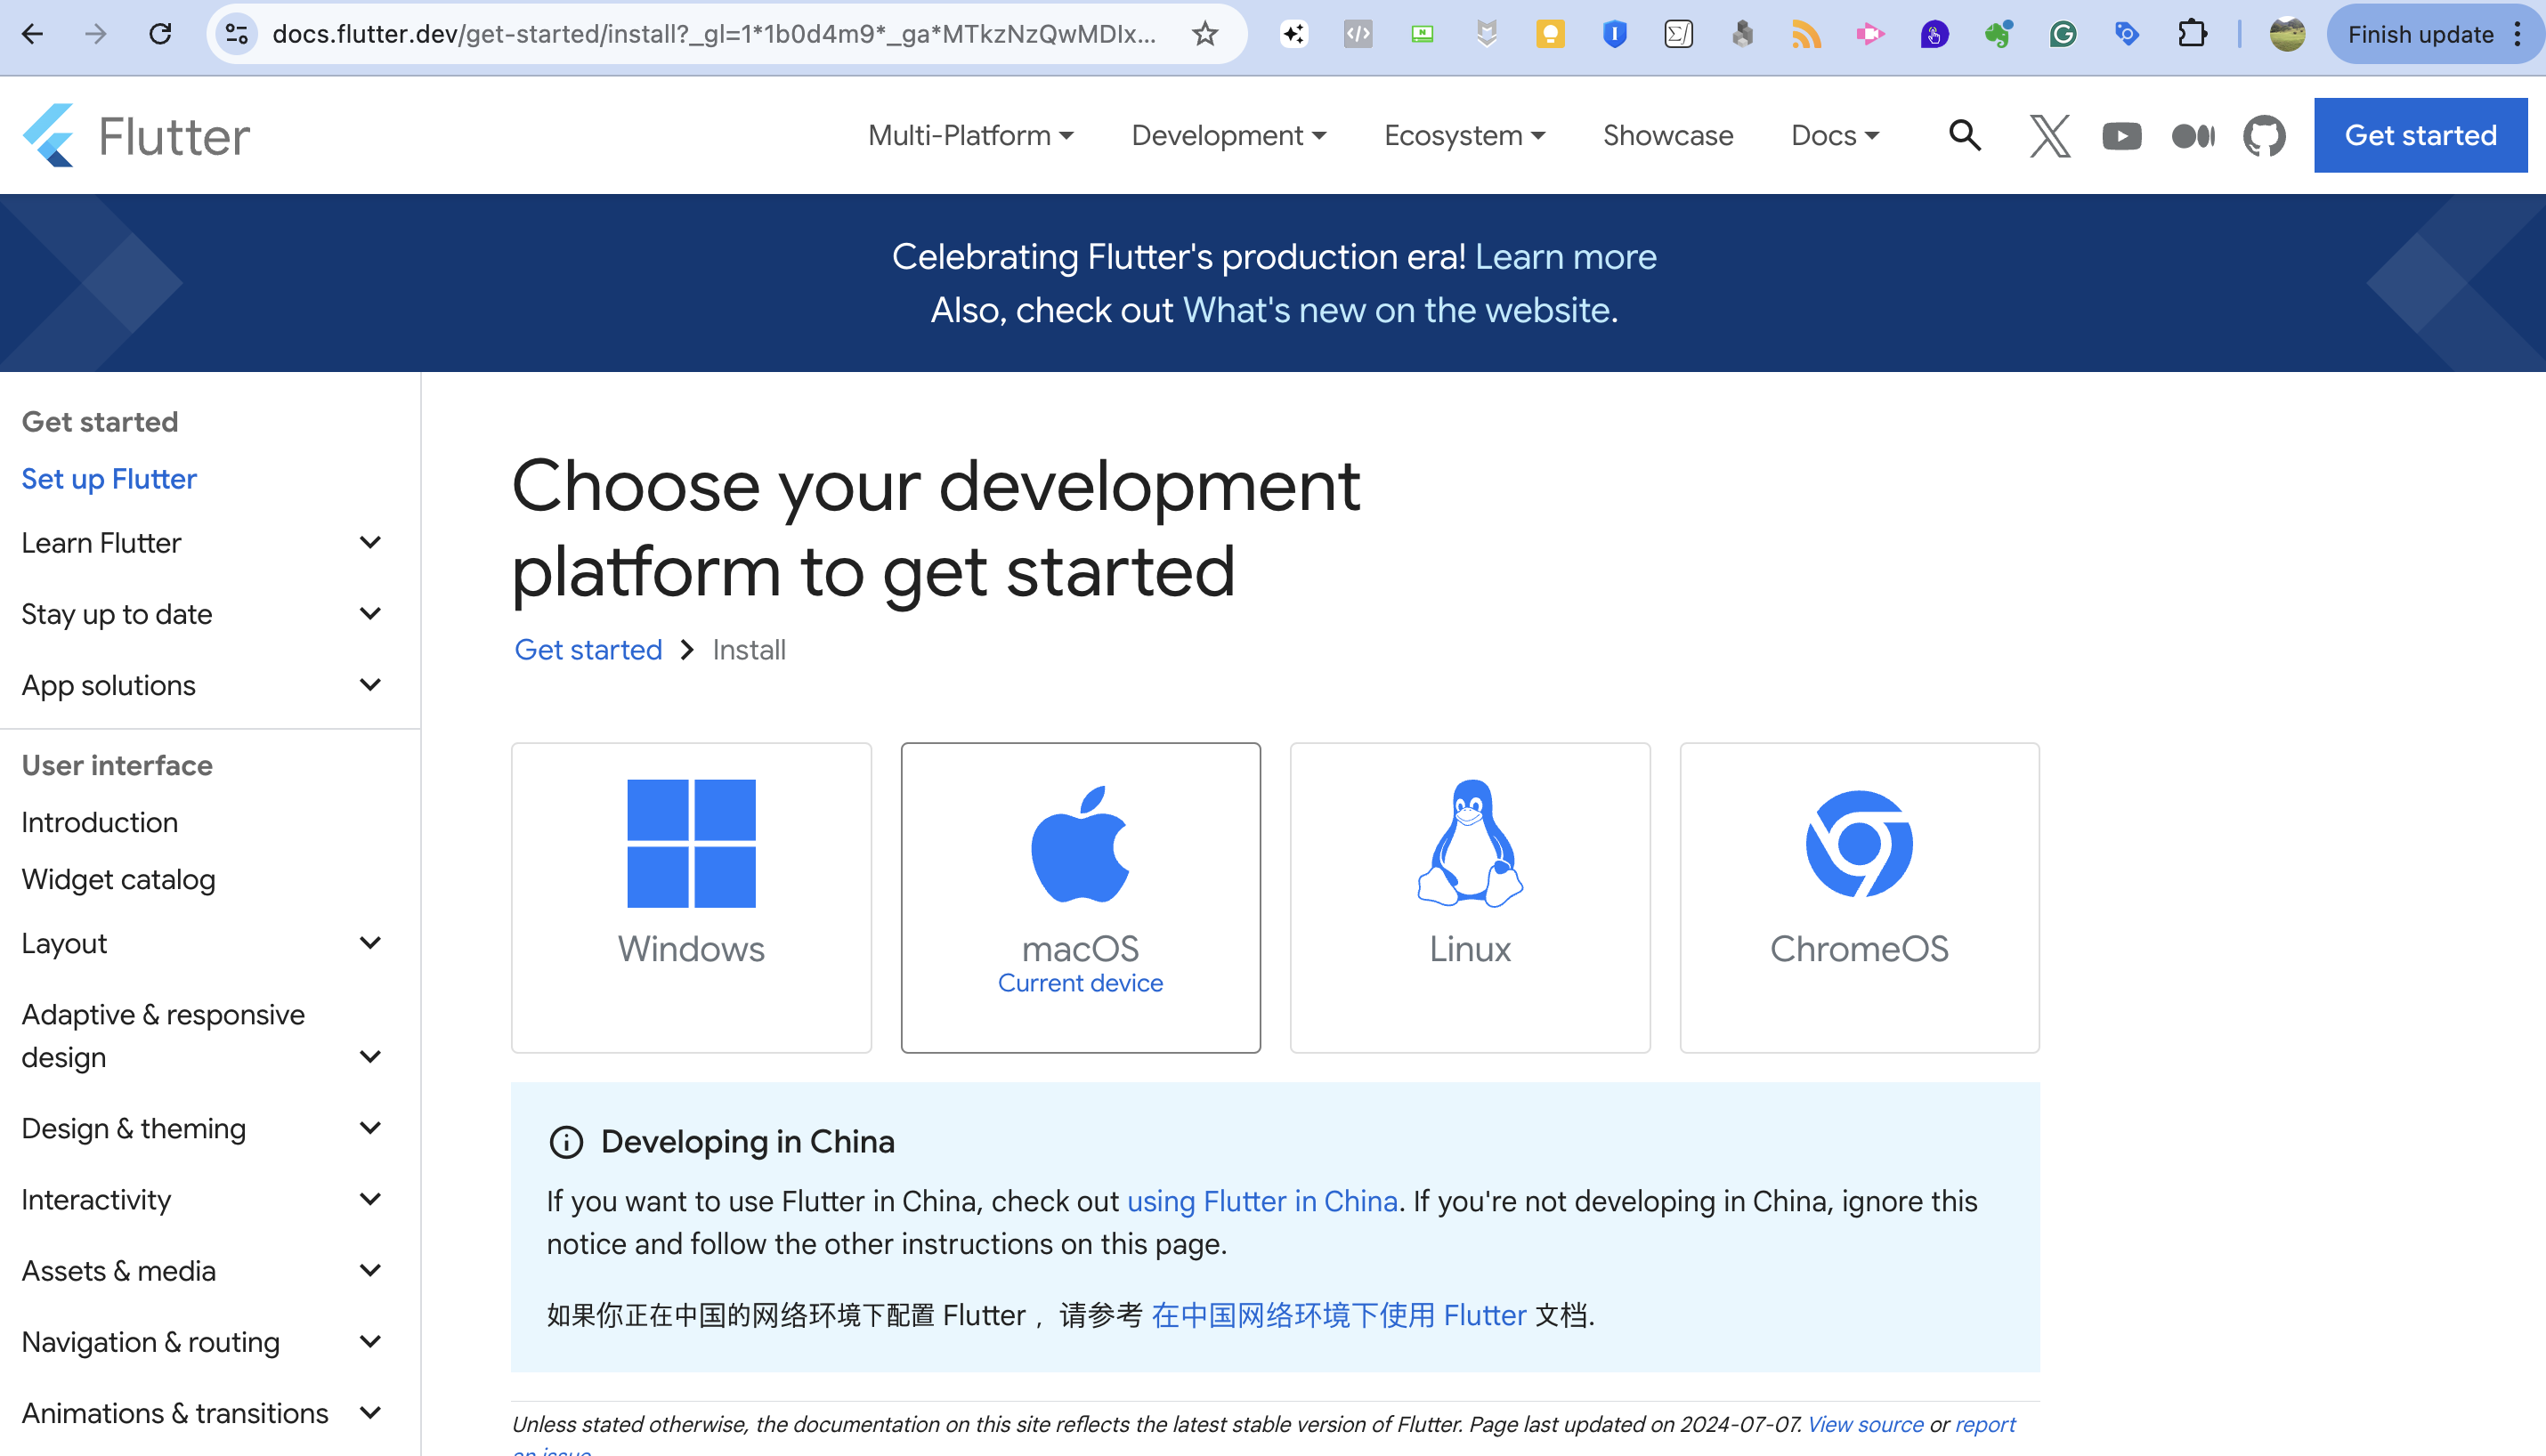 docs.flutter.dev/get-started/install?_gl=1*1b0d4m9*_ga*MTkzNzQwMDIx...
Finish update
Flutter
Multi-Platform
Development
Ecosystem
Showcase
Docs
Get started
Celebrating Flutter's production era! Learn more
Also, check out What's new on the website.
Get started
Set up Flutter
Learn Flutter
Stay up to date
App solutions
User interface
Introduction
Widget catalog
Layout
Adaptive & responsive
design
Design & theming
Interactivity
Assets & media
Navigation & routing
Animations & transitions
Choose your development
platform to get started
Get started
Install
Windows
macOS
Current device
Linux
ChromeOS
Developing in China
If you want to use Flutter in China, check out using Flutter in China. If you're not developing in China, ignore this
notice and follow the other instructions on this page.
如果你正在中国的网络环境下配置 Flutter，请参考 在中国网络环境下使用 Flutter 文档.
Unless stated otherwise, the documentation on this site reflects the latest stable version of Flutter. Page last updated on 2024-07-07. View source or report